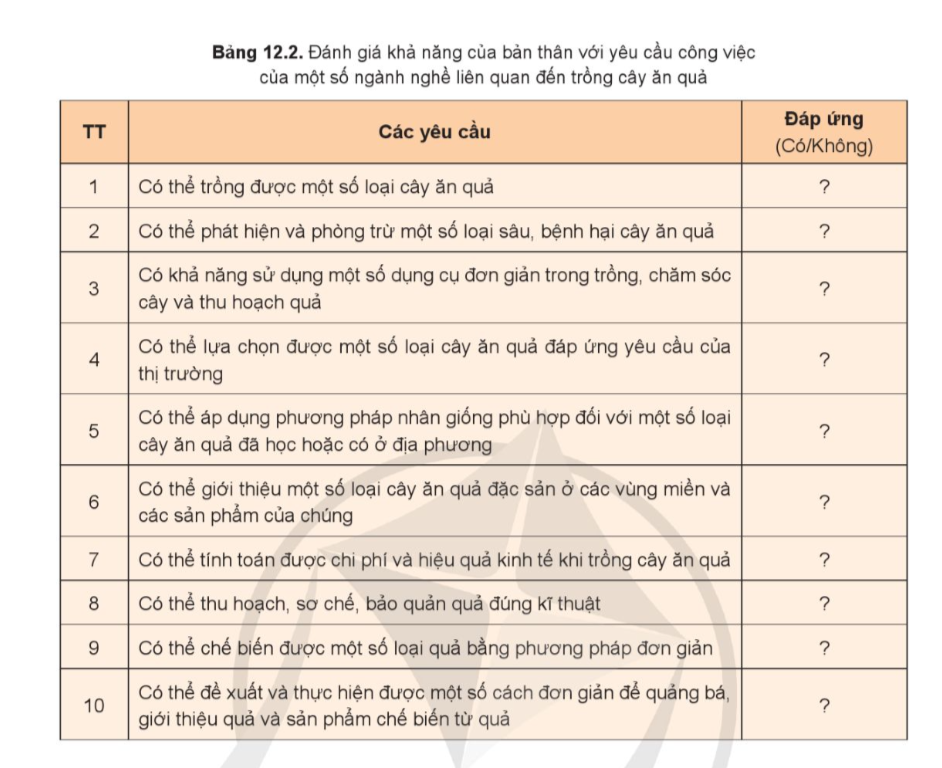 Bảng 12.2. Đánh giá khả năng của bản thân với yêu cầu công việc
của một số ngành nghề liên quan đến trồng cây ăn quả
TT
Các yêu cầu
Đáp ứng
(Có/Không)
1
Có thể trồng được một số loại cây ăn quả
?
2
Có thể phát hiện và phòng trừ một số loại sâu, bệnh hại cây ăn quả
?
3
Có khả năng sử dụng một số dụng cụ đơn giản trong trồng, chăm sóc
cây và thu hoạch quả
?
4
Có thể lựa chọn được một số loại cây ăn quả đáp ứng yêu cầu của
thị trường
?
5
Có thể áp dụng phương pháp nhân giống phù hợp đối với một số loại
cây ăn quả đã học hoặc có ở địa phương
?
6
Có thể giới thiệu một số loại cây ăn quả đặc sản ở các vùng miền và
các sản phẩm của chúng
?
7
Có thể tính toán được chi phí và hiệu quả kinh tế khi trồng cây ăn quả
?
8
Có thể thu hoạch, sơ chế, bảo quản quả đúng kĩ thuật
?
9
Có thể chế biến được một số loại quả bằng phương pháp đơn giản
?
10
Có thể đề xuất và thực hiện được một số cách đơn giản để quảng bá,
giới thiệu quả và sản phẩm chế biến từ quả
?